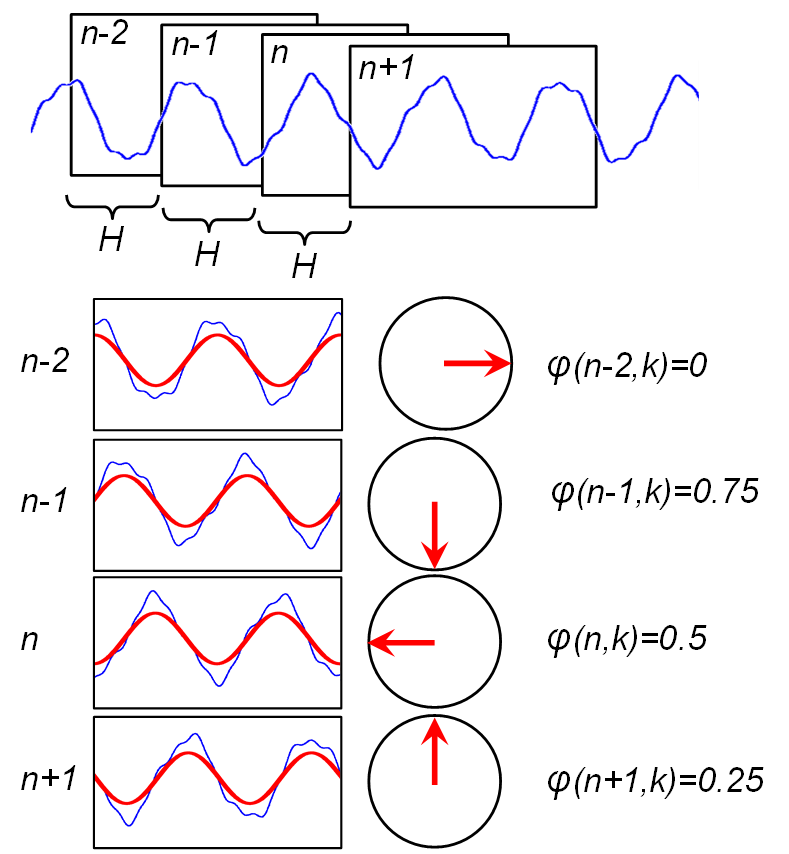 n-2
n-1
n
n+1
H
H
H
n-2
φ(n-2,k)=0
n-1
φ(n-1,k)=0.75
n
φ(n,k)=0.5
n+1
φ(n+1,k)=0.25